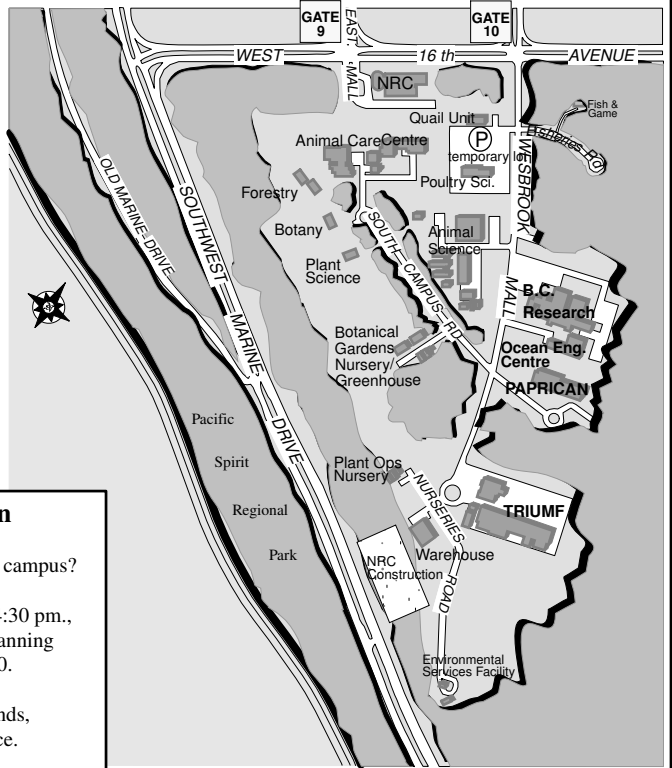 GATE
9
GATE
10
EAST MALL
WEST 16 th AVENUE
NRC
Fish &
Game
Quail Unit
P
temporary lot
Fisheries Rd
Animal Care Centre
Poultry Sci.
WESBROOK MALL
OLD MARINE DRIVE
SOUTHWEST MARINE DRIVE
Forestry
Botany
SOUTH CAMPUS RD
Animal
Science
Plant
Science
B.C.
Research
Botanical
Gardens
Nursery/
Greenhouse
Ocean Eng.
Centre
PAPRICAN
Pacific
Spirit
Regional
Park
Plant Ops
Nursery
NURSERIES ROAD
TRIUMF
Warehouse
NRC
Construction
Environmental
Services Facility
n
campus?
:30 pm.,
anning
0.
nds,
ce.